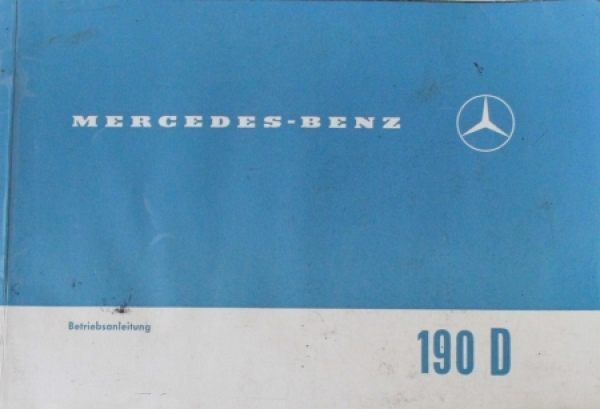 MERCEDES-BENZ
Betriebsanleitung
190 D